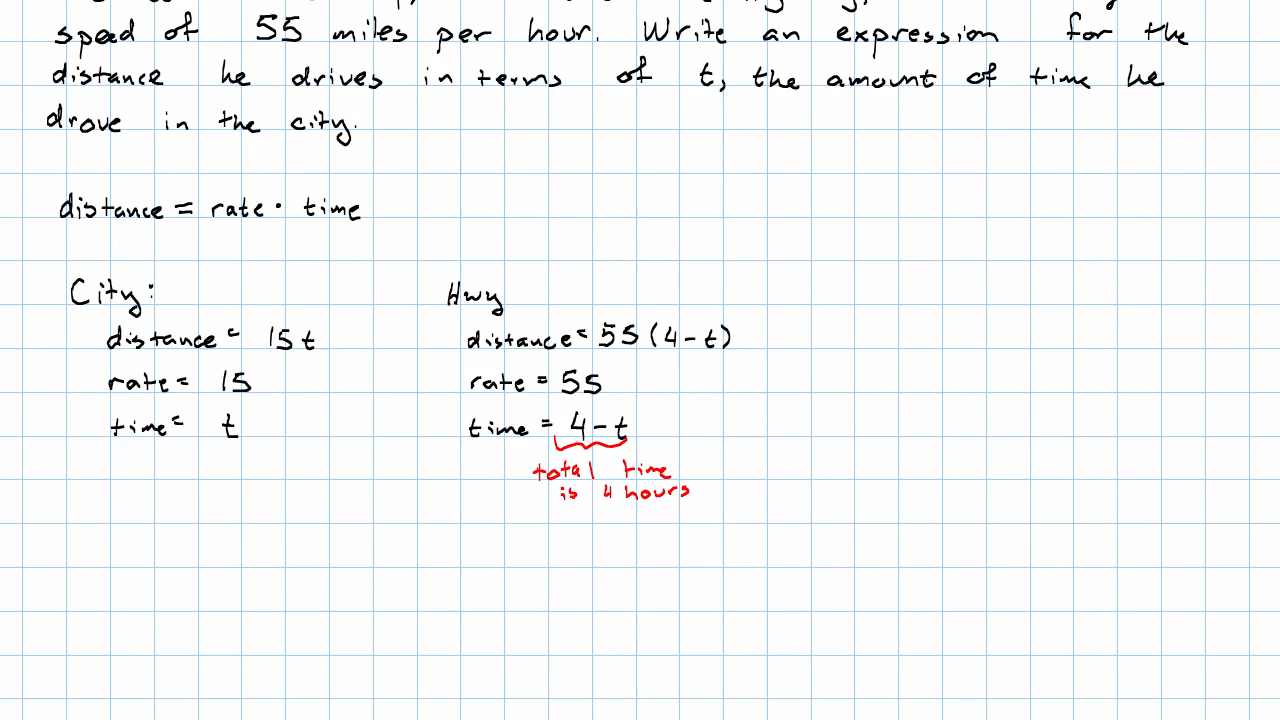 speed of 55 miles per hour. Write an expression for the
distance he drives in terms of t, the amount of time he
drove in the city.
distance = rate · time
City:
distance = 15t
rate = 15
time = t
Hwy
distance = 55(4-t)
rate = 55
time = 4-t
total time
is 4 hours